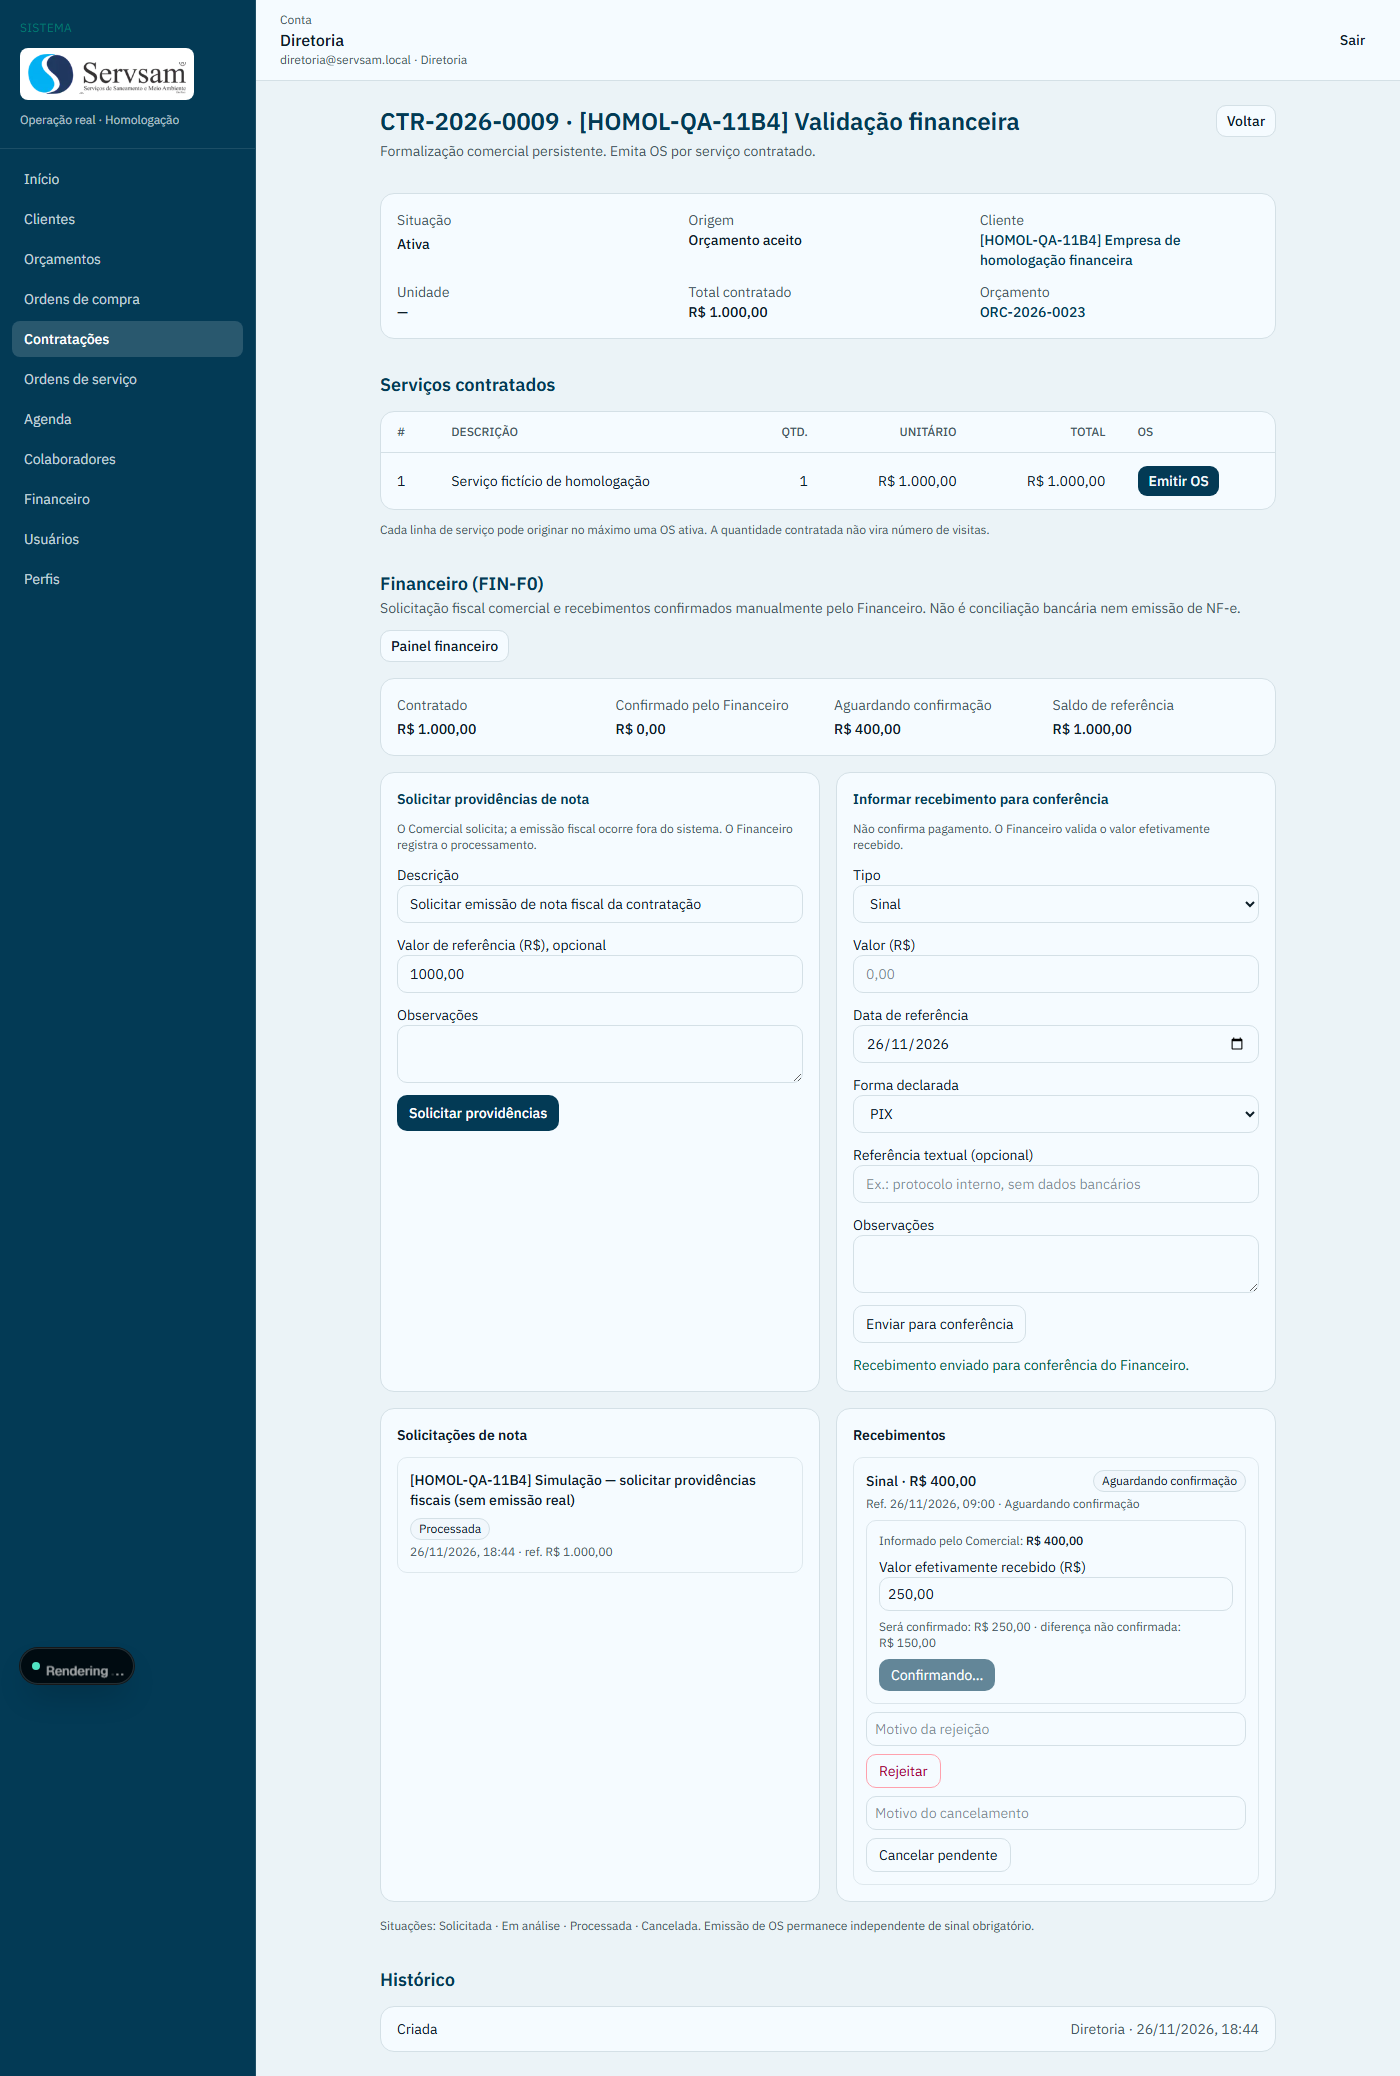 SISTEMA
Servsam
Serviços de Saneamento e Meio Ambiente
Operação real · Homologação
Início
Clientes
Orçamentos
Ordens de compra
Contratações
Ordens de serviço
Agenda
Colaboradores
Financeiro
Usuários
Perfis
Rendering ...
Conta
Diretoria
diretoria@servsam.local · Diretoria
Sair
CTR-2026-0009 · [HOMOL-QA-11B4] Validação financeira
Voltar
Formalização comercial persistente. Emita OS por serviço contratado.
Situação
Ativa
Origem
Orçamento aceito
Cliente
[HOMOL-QA-11B4] Empresa de
homologação financeira
Unidade
—
Total contratado
R$ 1.000,00
Orçamento
ORC-2026-0023
Serviços contratados
# DESCRIÇÃO QTD. UNITÁRIO TOTAL OS
1 Serviço fictício de homologação 1 R$ 1.000,00 R$ 1.000,00 Emitir OS
Cada linha de serviço pode originar no máximo uma OS ativa. A quantidade contratada não vira número de visitas.
Financeiro (FIN-F0)
Solicitação fiscal comercial e recebimentos confirmados manualmente pelo Financeiro. Não é conciliação bancária nem emissão de NF-e.
Painel financeiro
Contratado
R$ 1.000,00
Confirmado pelo Financeiro
R$ 0,00
Aguardando confirmação
R$ 400,00
Saldo de referência
R$ 1.000,00
Solicitar providências de nota
O Comercial solicita; a emissão fiscal ocorre fora do sistema. O Financeiro
registra o processamento.
Descrição
Solicitar emissão de nota fiscal da contratação
Valor de referência (R$), opcional
1000,00
Observações
Solicitar providências
Informar recebimento para conferência
Não confirma pagamento. O Financeiro valida o valor efetivamente
recebido.
Tipo
Sinal
Valor (R$)
0,00
Data de referência
26/11/2026
Forma declarada
PIX
Referência textual (opcional)
Ex.: protocolo interno, sem dados bancários
Observações
Enviar para conferência
Recebimento enviado para conferência do Financeiro.
Solicitações de nota
[HOMOL-QA-11B4] Simulação — solicitar providências
fiscais (sem emissão real)
Processada
26/11/2026, 18:44 · ref. R$ 1.000,00
Recebimentos
Sinal · R$ 400,00
Aguardando confirmação
Ref. 26/11/2026, 09:00 · Aguardando confirmação
Informado pelo Comercial: R$ 400,00
Valor efetivamente recebido (R$)
250,00
Será confirmado: R$ 250,00 · diferença não confirmada:
R$ 150,00
Confirmando...
Motivo da rejeição
Rejeitar
Motivo do cancelamento
Cancelar pendente
Situações: Solicitada · Em análise · Processada · Cancelada. Emissão de OS permanece independente de sinal obrigatório.
Histórico
Criada
Diretoria · 26/11/2026, 18:44